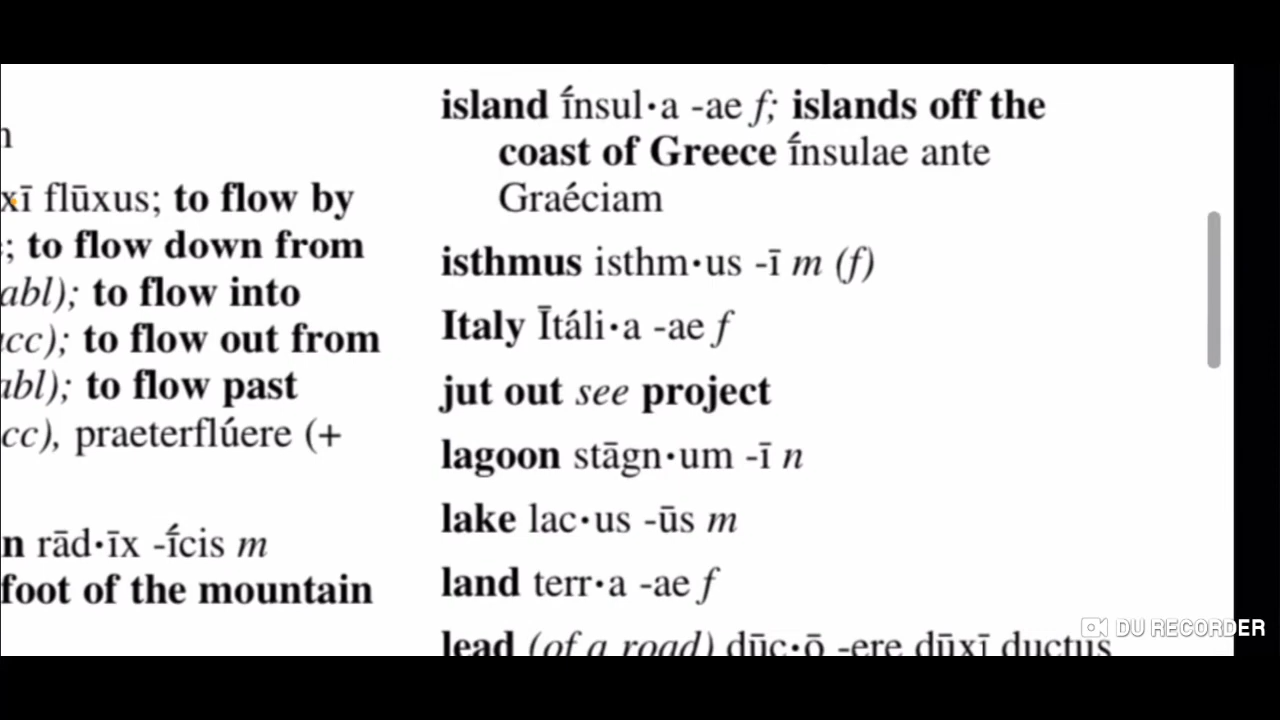 n
xī flūxus; to flow by
; to flow down from
abl); to flow into
cc); to flow out from
abl); to flow past
cc), praeterflúere (+
n rād·īx -ī́cis m
foot of the mountain
island ī́nsul·a -ae f; islands off the
coast of Greece ī́nsulae ante
Graéciam
isthmus isthm·us -ī m (f)
Italy Ītáli·a -ae f
jut out see project
lagoon stāgn·um -ī n
lake lac·us -ūs m
land terr·a -ae f
lead (of a road) dūc·ō -ere dūxī ductus
DU RECORDER